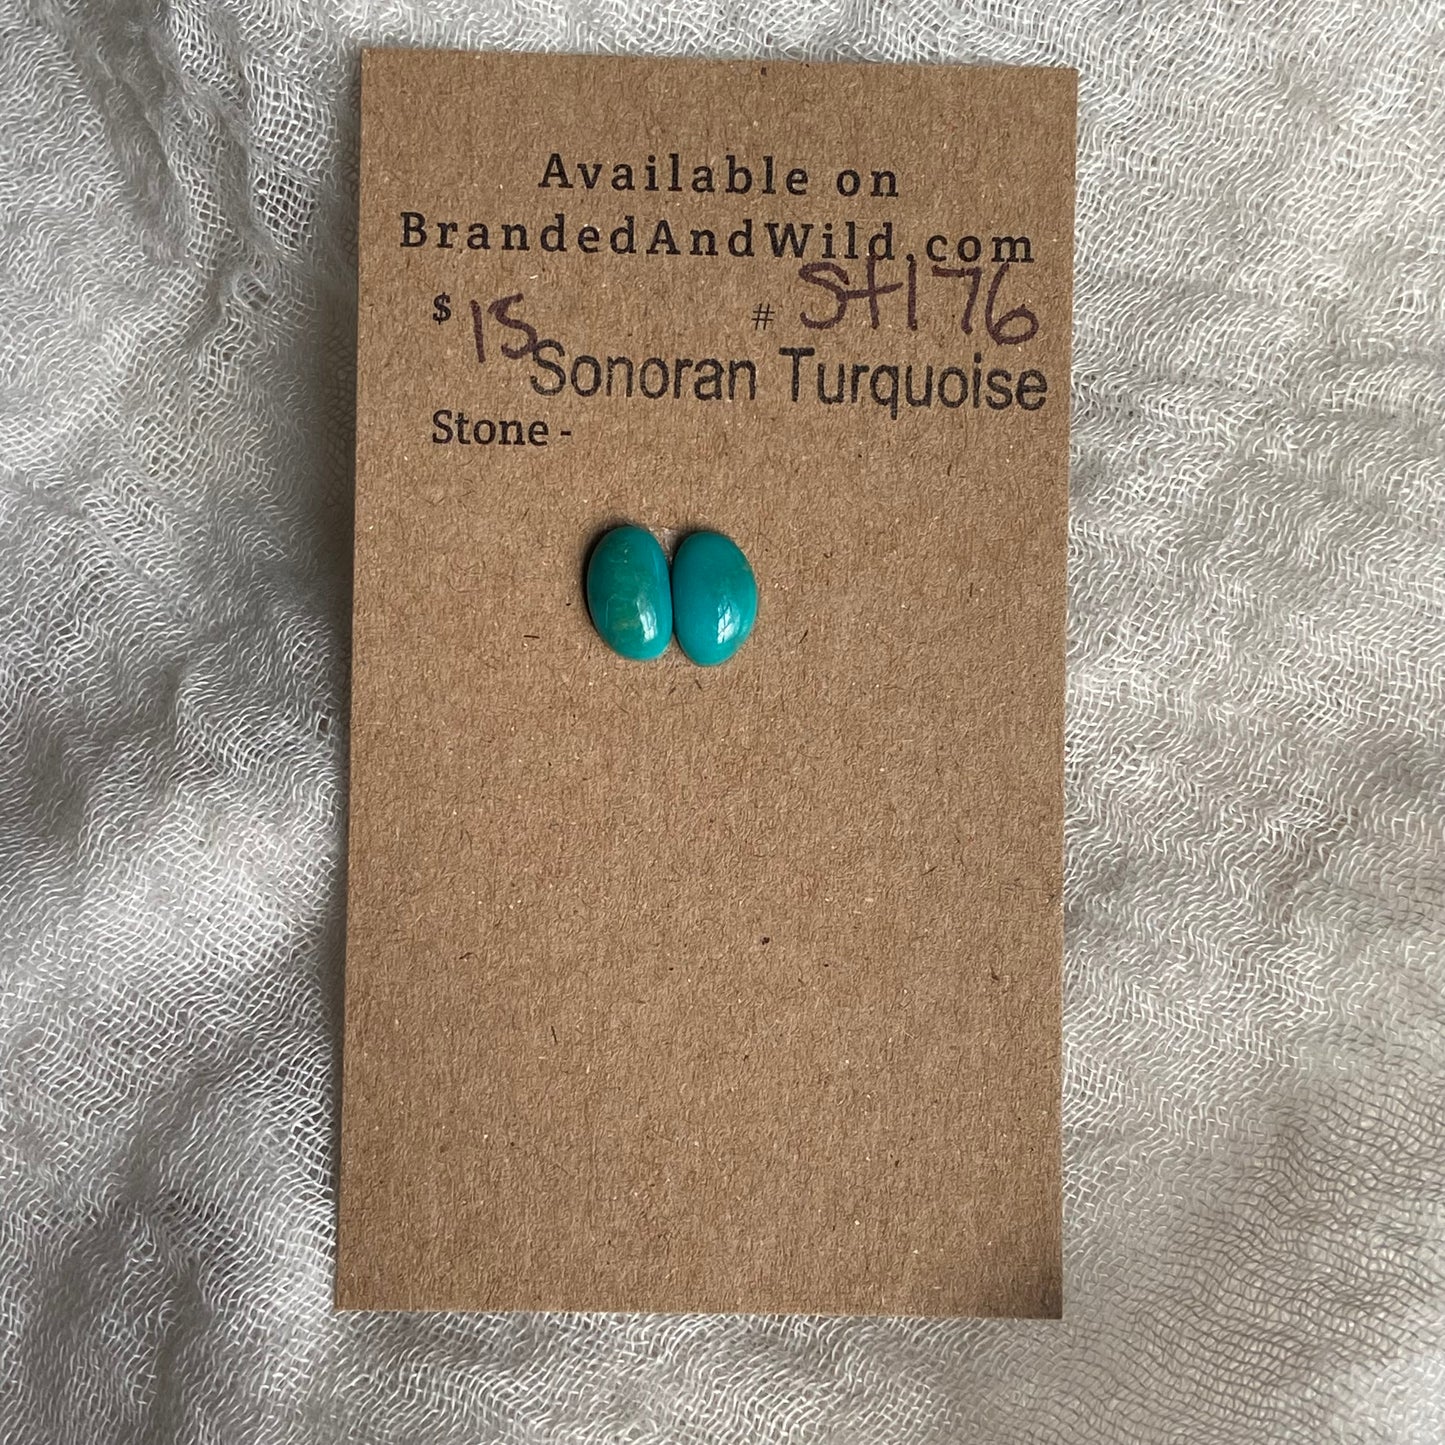 Available on
BrandedAndWild.com
$ 15 # St176
Sonoran Turquoise
Stone -